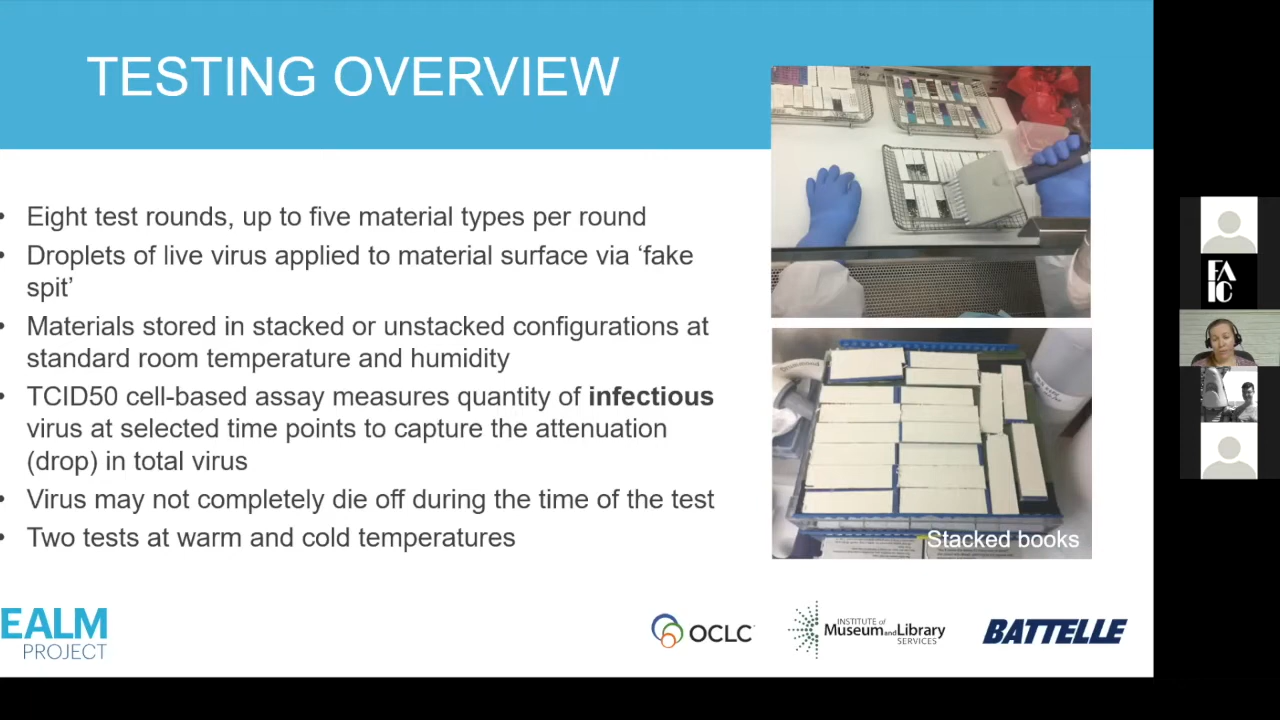 TESTING OVERVIEW
• Eight test rounds, up to five material types per round
• Droplets of live virus applied to material surface via ‘fake
spit’
• Materials stored in stacked or unstacked configurations at
standard room temperature and humidity
• TCID50 cell-based assay measures quantity of infectious
virus at selected time points to capture the attenuation
(drop) in total virus
• Virus may not completely die off during the time of the test
• Two tests at warm and cold temperatures
Stacked books
EALM
PROJECT
OCLC
INSTITUTE of
Museum and Library
SERVICES
BATTELLE
FA
IC